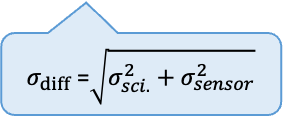 σ_diff = √(σ²_sci. + σ²_sensor)